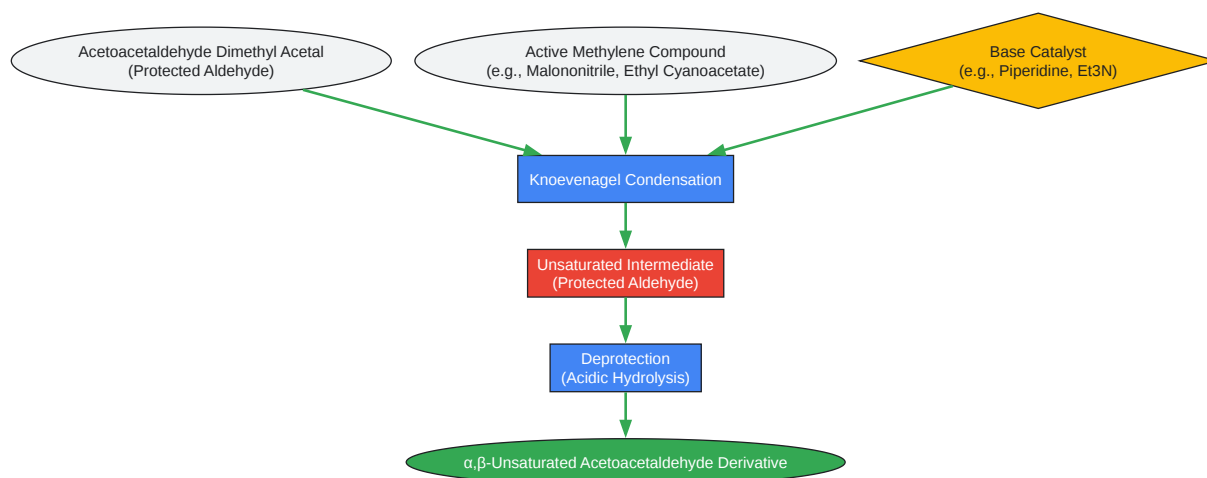 Acetoacetaldehyde Dimethyl Acetal
(Protected Aldehyde)
Active Methylene Compound
(e.g., Malononitrile, Ethyl Cyanoacetate)
Base Catalyst
(e.g., Piperidine, Et3N)
Knoevenagel Condensation
Unsaturated Intermediate
(Protected Aldehyde)
Deprotection
(Acidic Hydrolysis)
α,β-Unsaturated Acetoacetaldehyde Derivative